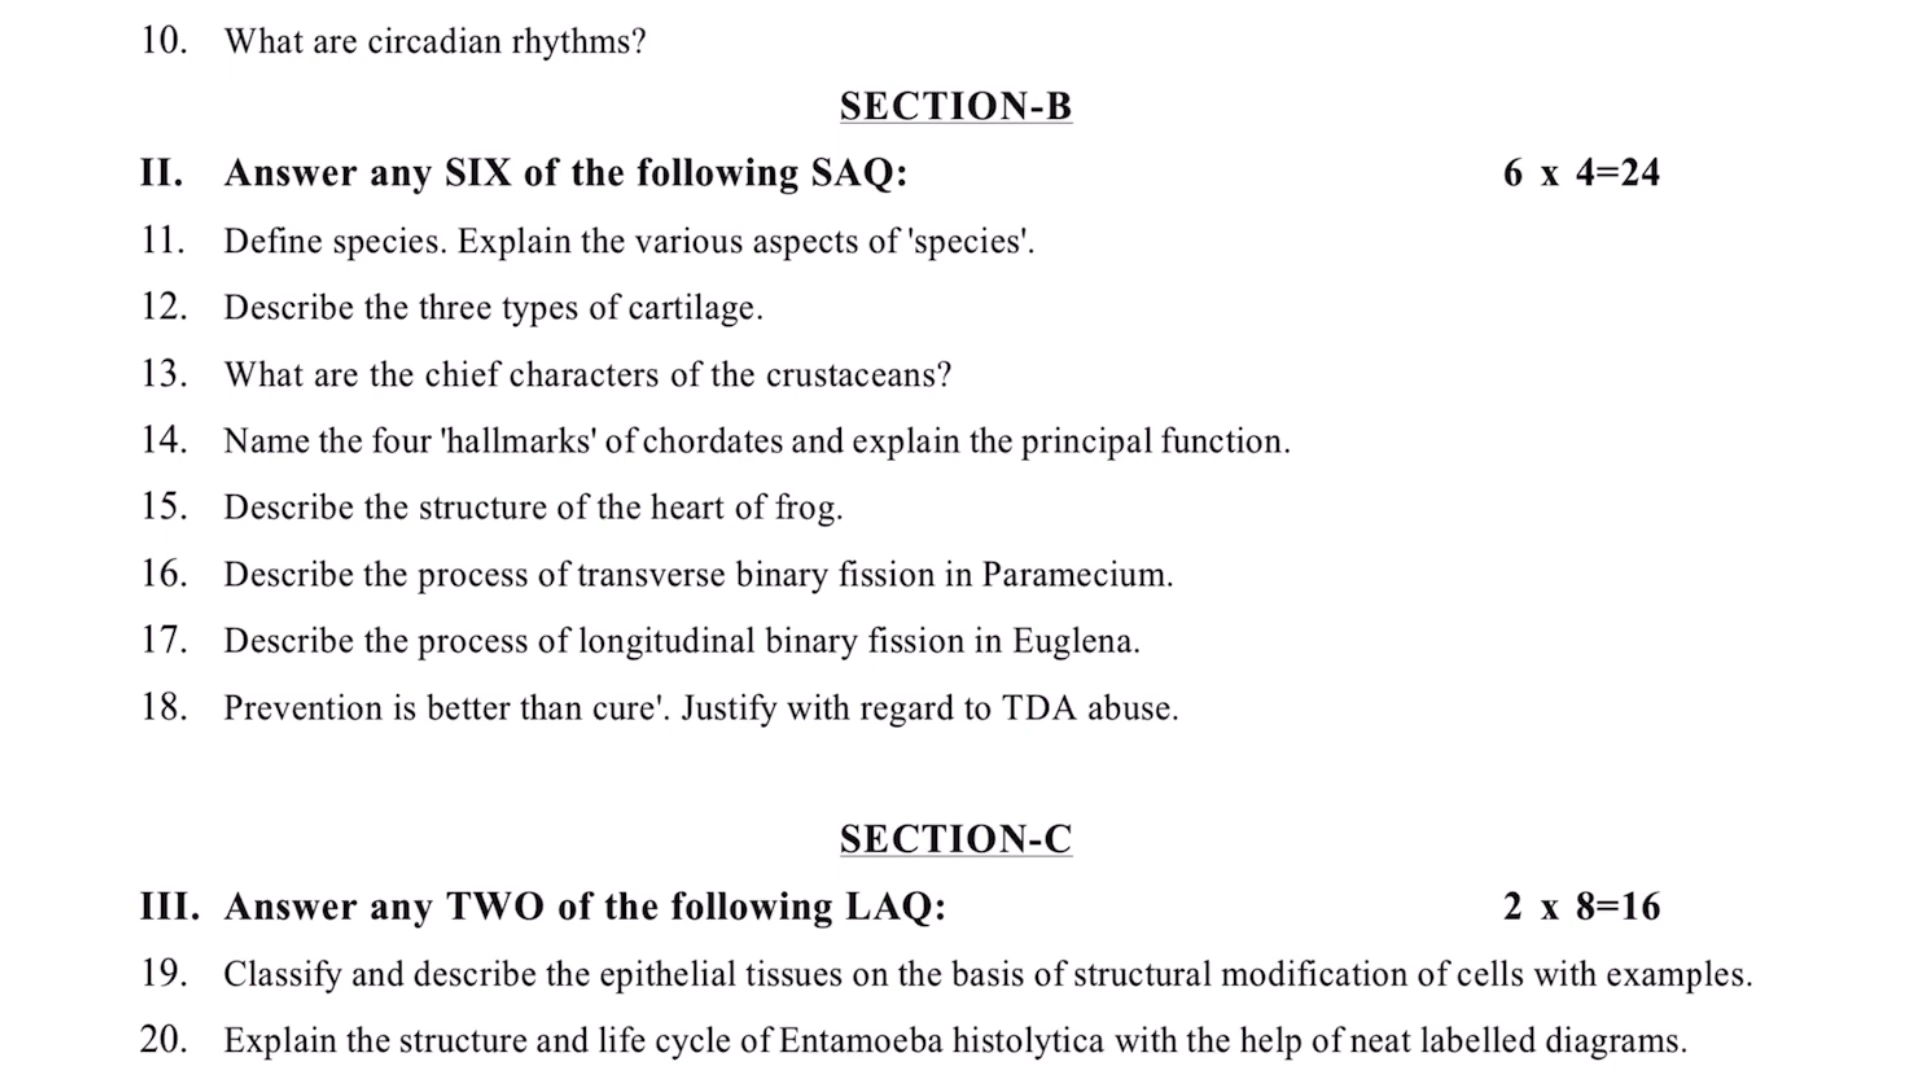 10. What are circadian rhythms?
SECTION-B
II. Answer any SIX of the following SAQ: 6 x 4=24
11. Define species. Explain the various aspects of 'species'.
12. Describe the three types of cartilage.
13. What are the chief characters of the crustaceans?
14. Name the four 'hallmarks' of chordates and explain the principal function.
15. Describe the structure of the heart of frog.
16. Describe the process of transverse binary fission in Paramecium.
17. Describe the process of longitudinal binary fission in Euglena.
18. Prevention is better than cure'. Justify with regard to TDA abuse.
SECTION-C
III. Answer any TWO of the following LAQ: 2 x 8=16
19. Classify and describe the epithelial tissues on the basis of structural modification of cells with examples.
20. Explain the structure and life cycle of Entamoeba histolytica with the help of neat labelled diagrams.